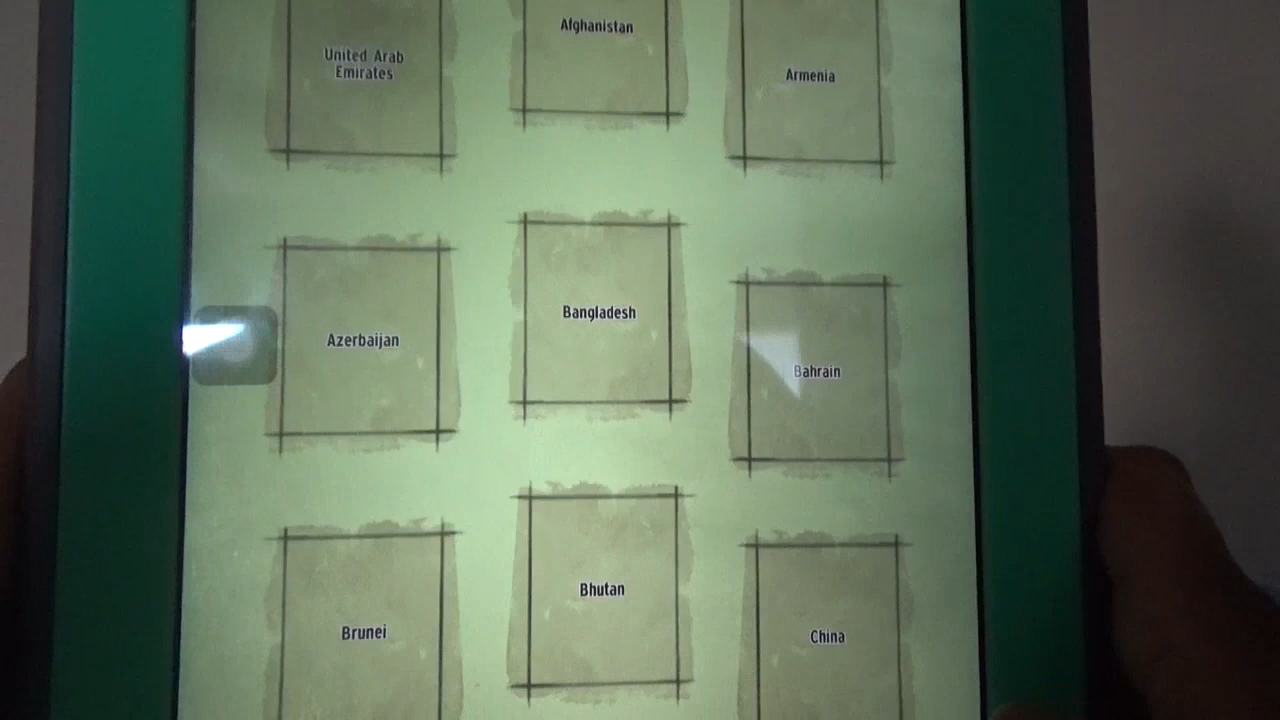 United Arab
Emirates
Afghanistan
Armenia
Azerbaijan
Bangladesh
Bahrain
Brunei
Bhutan
China